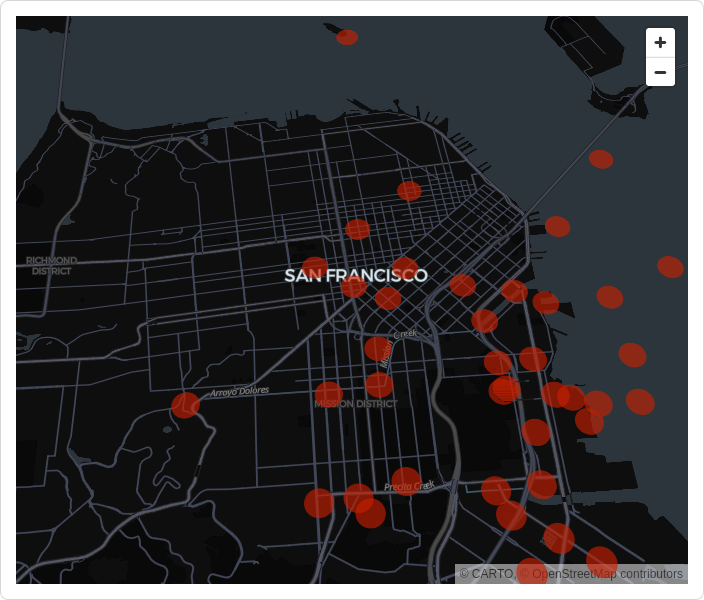 +
−
RICHMOND
DISTRICT
SAN FRANCISCO
Mission Creek
Arroyo Dolores
MISSION DISTRICT
Precita Creek
© CARTO, © OpenStreetMap contributors